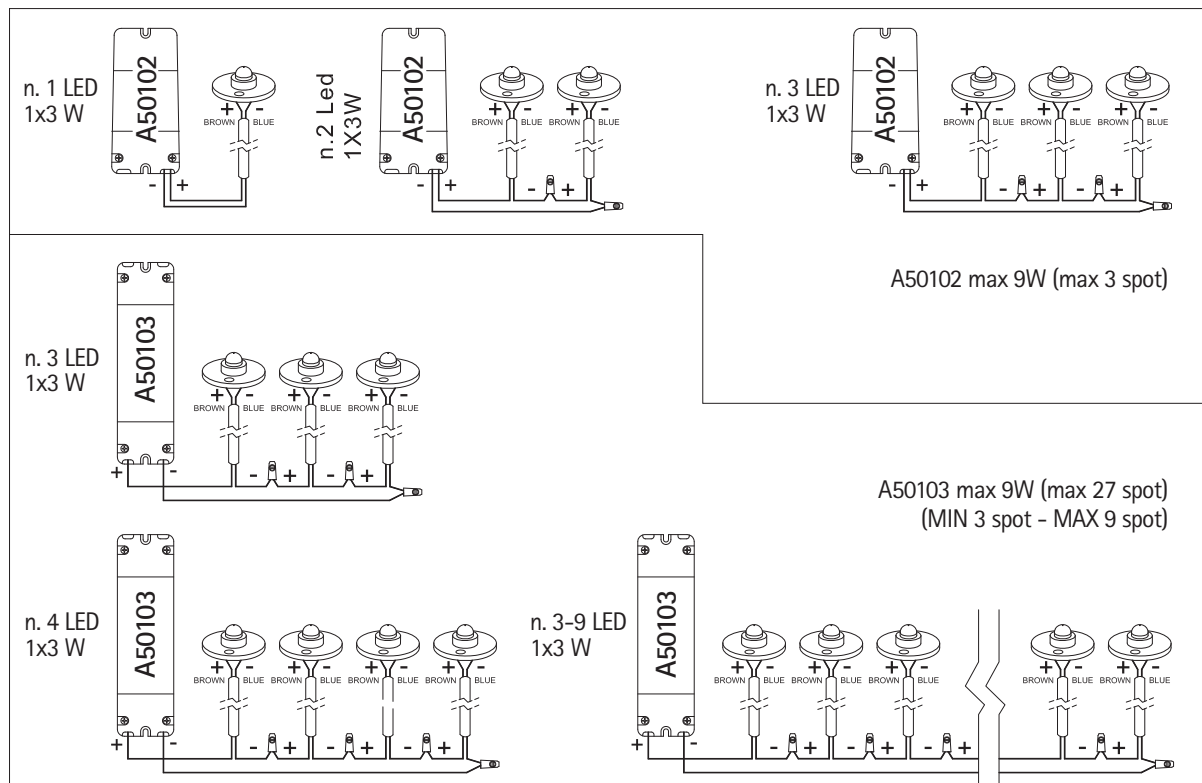 n. 1 LED
1x3 W
A50102
+ -
BROWN BLUE
- +
n.2 Led
1X3W
A50102
+ - + -
BROWN BLUE BROWN BLUE
- + - +
n. 3 LED
1x3 W
A50102
+ - + - + -
BROWN BLUE BROWN BLUE BROWN BLUE
- + - + - +
A50102 max 9W (max 3 spot)
n. 3 LED
1x3 W
A50103
+ - + - + -
BROWN BLUE BROWN BLUE BROWN BLUE
+ - - + - +
A50103 max 9W (max 27 spot)
(MIN 3 spot - MAX 9 spot)
n. 4 LED
1x3 W
A50103
+ - + - + - + -
BROWN BLUE BROWN BLUE BROWN BLUE BROWN BLUE
+ - - + - + - +
n. 3-9 LED
1x3 W
A50103
+ - + - + - + - + -
BROWN BLUE BROWN BLUE BROWN BLUE BROWN BLUE BROWN BLUE
+ - - + - + - + - +